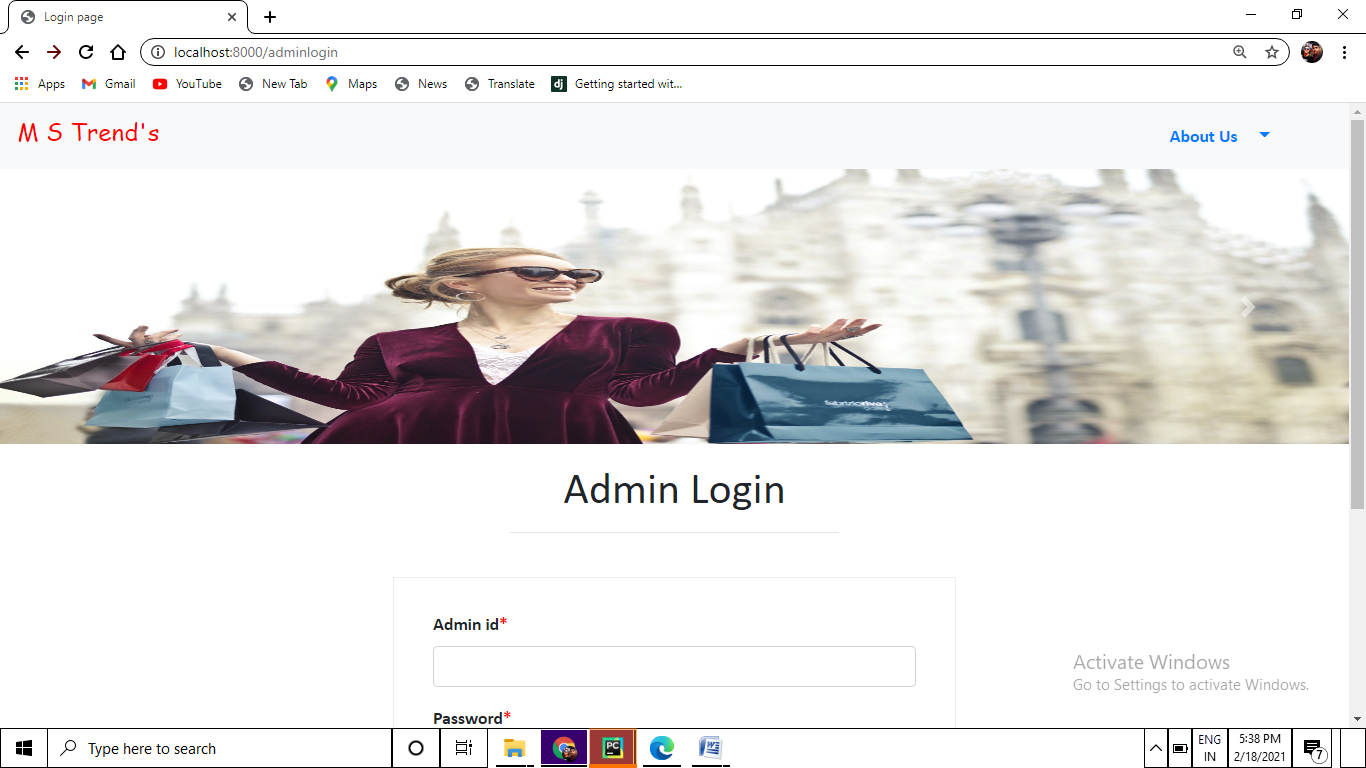 Login page
localhost:8000/adminlogin
Apps Gmail YouTube New Tab Maps News Translate dj Getting started wit...
M S Trend's
About Us
Admin Login
Admin id*
Password*
Activate Windows
Go to Settings to activate Windows.
Type here to search
PC
W
ENG
IN
5:38 PM
2/18/2021
7